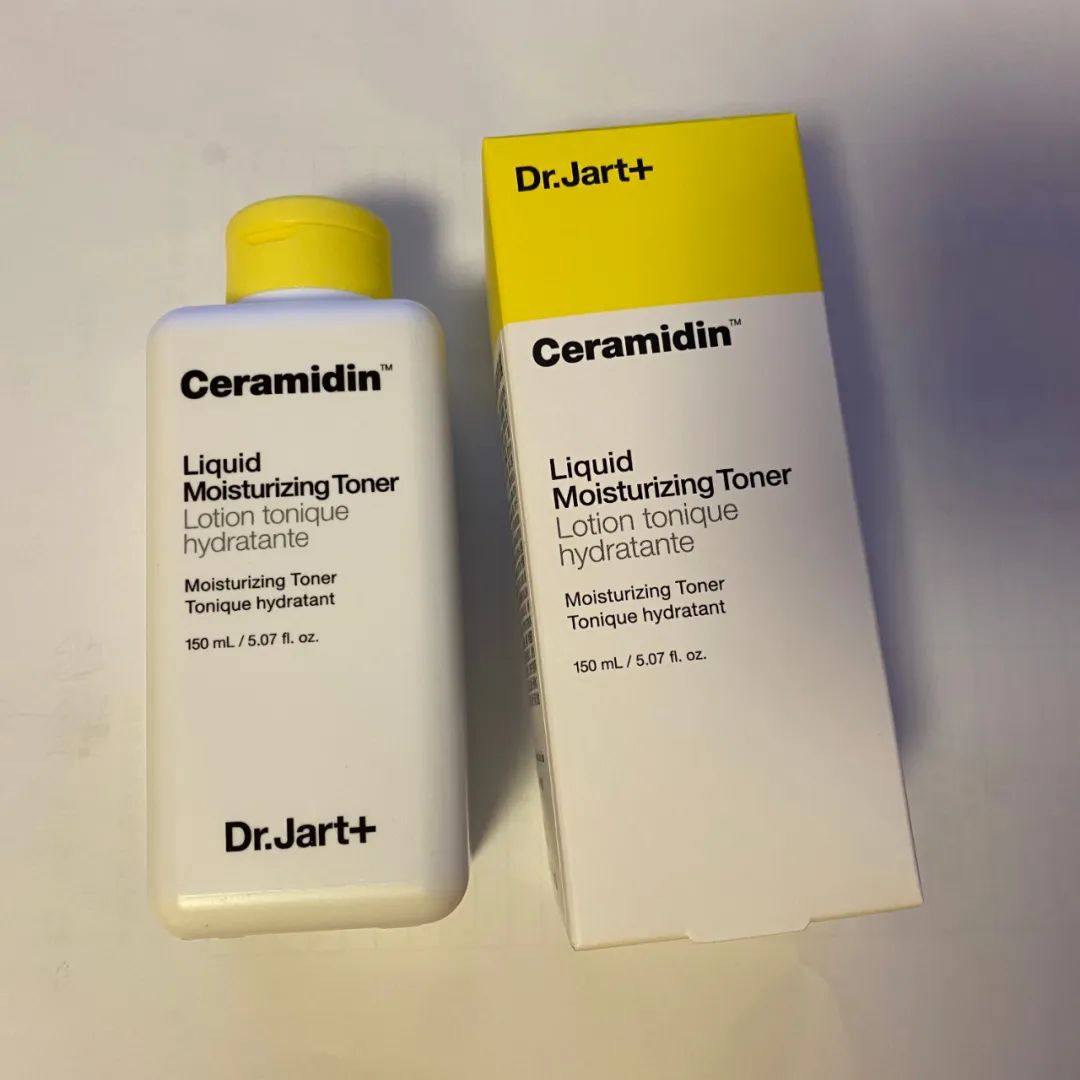 Ceramidin™
Liquid
Moisturizing Toner
Lotion tonique
hydratante
Moisturizing Toner
Tonique hydratant
150 mL / 5.07 fl. oz.
Dr.Jart+
Dr.Jart+
Ceramidin™
Liquid
Moisturizing Toner
Lotion tonique
hydratante
Moisturizing Toner
Tonique hydratant
150 mL / 5.07 fl. oz.